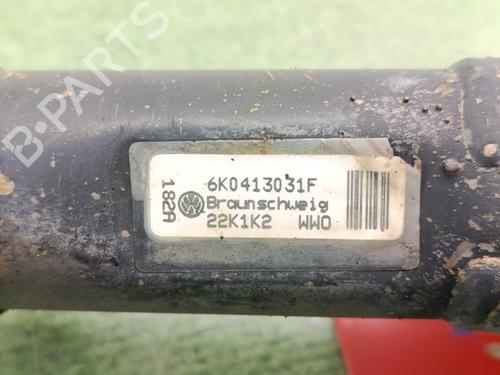 B-PARTS
6K0413031F
Braunschweig
22K1K2 WWO
182A